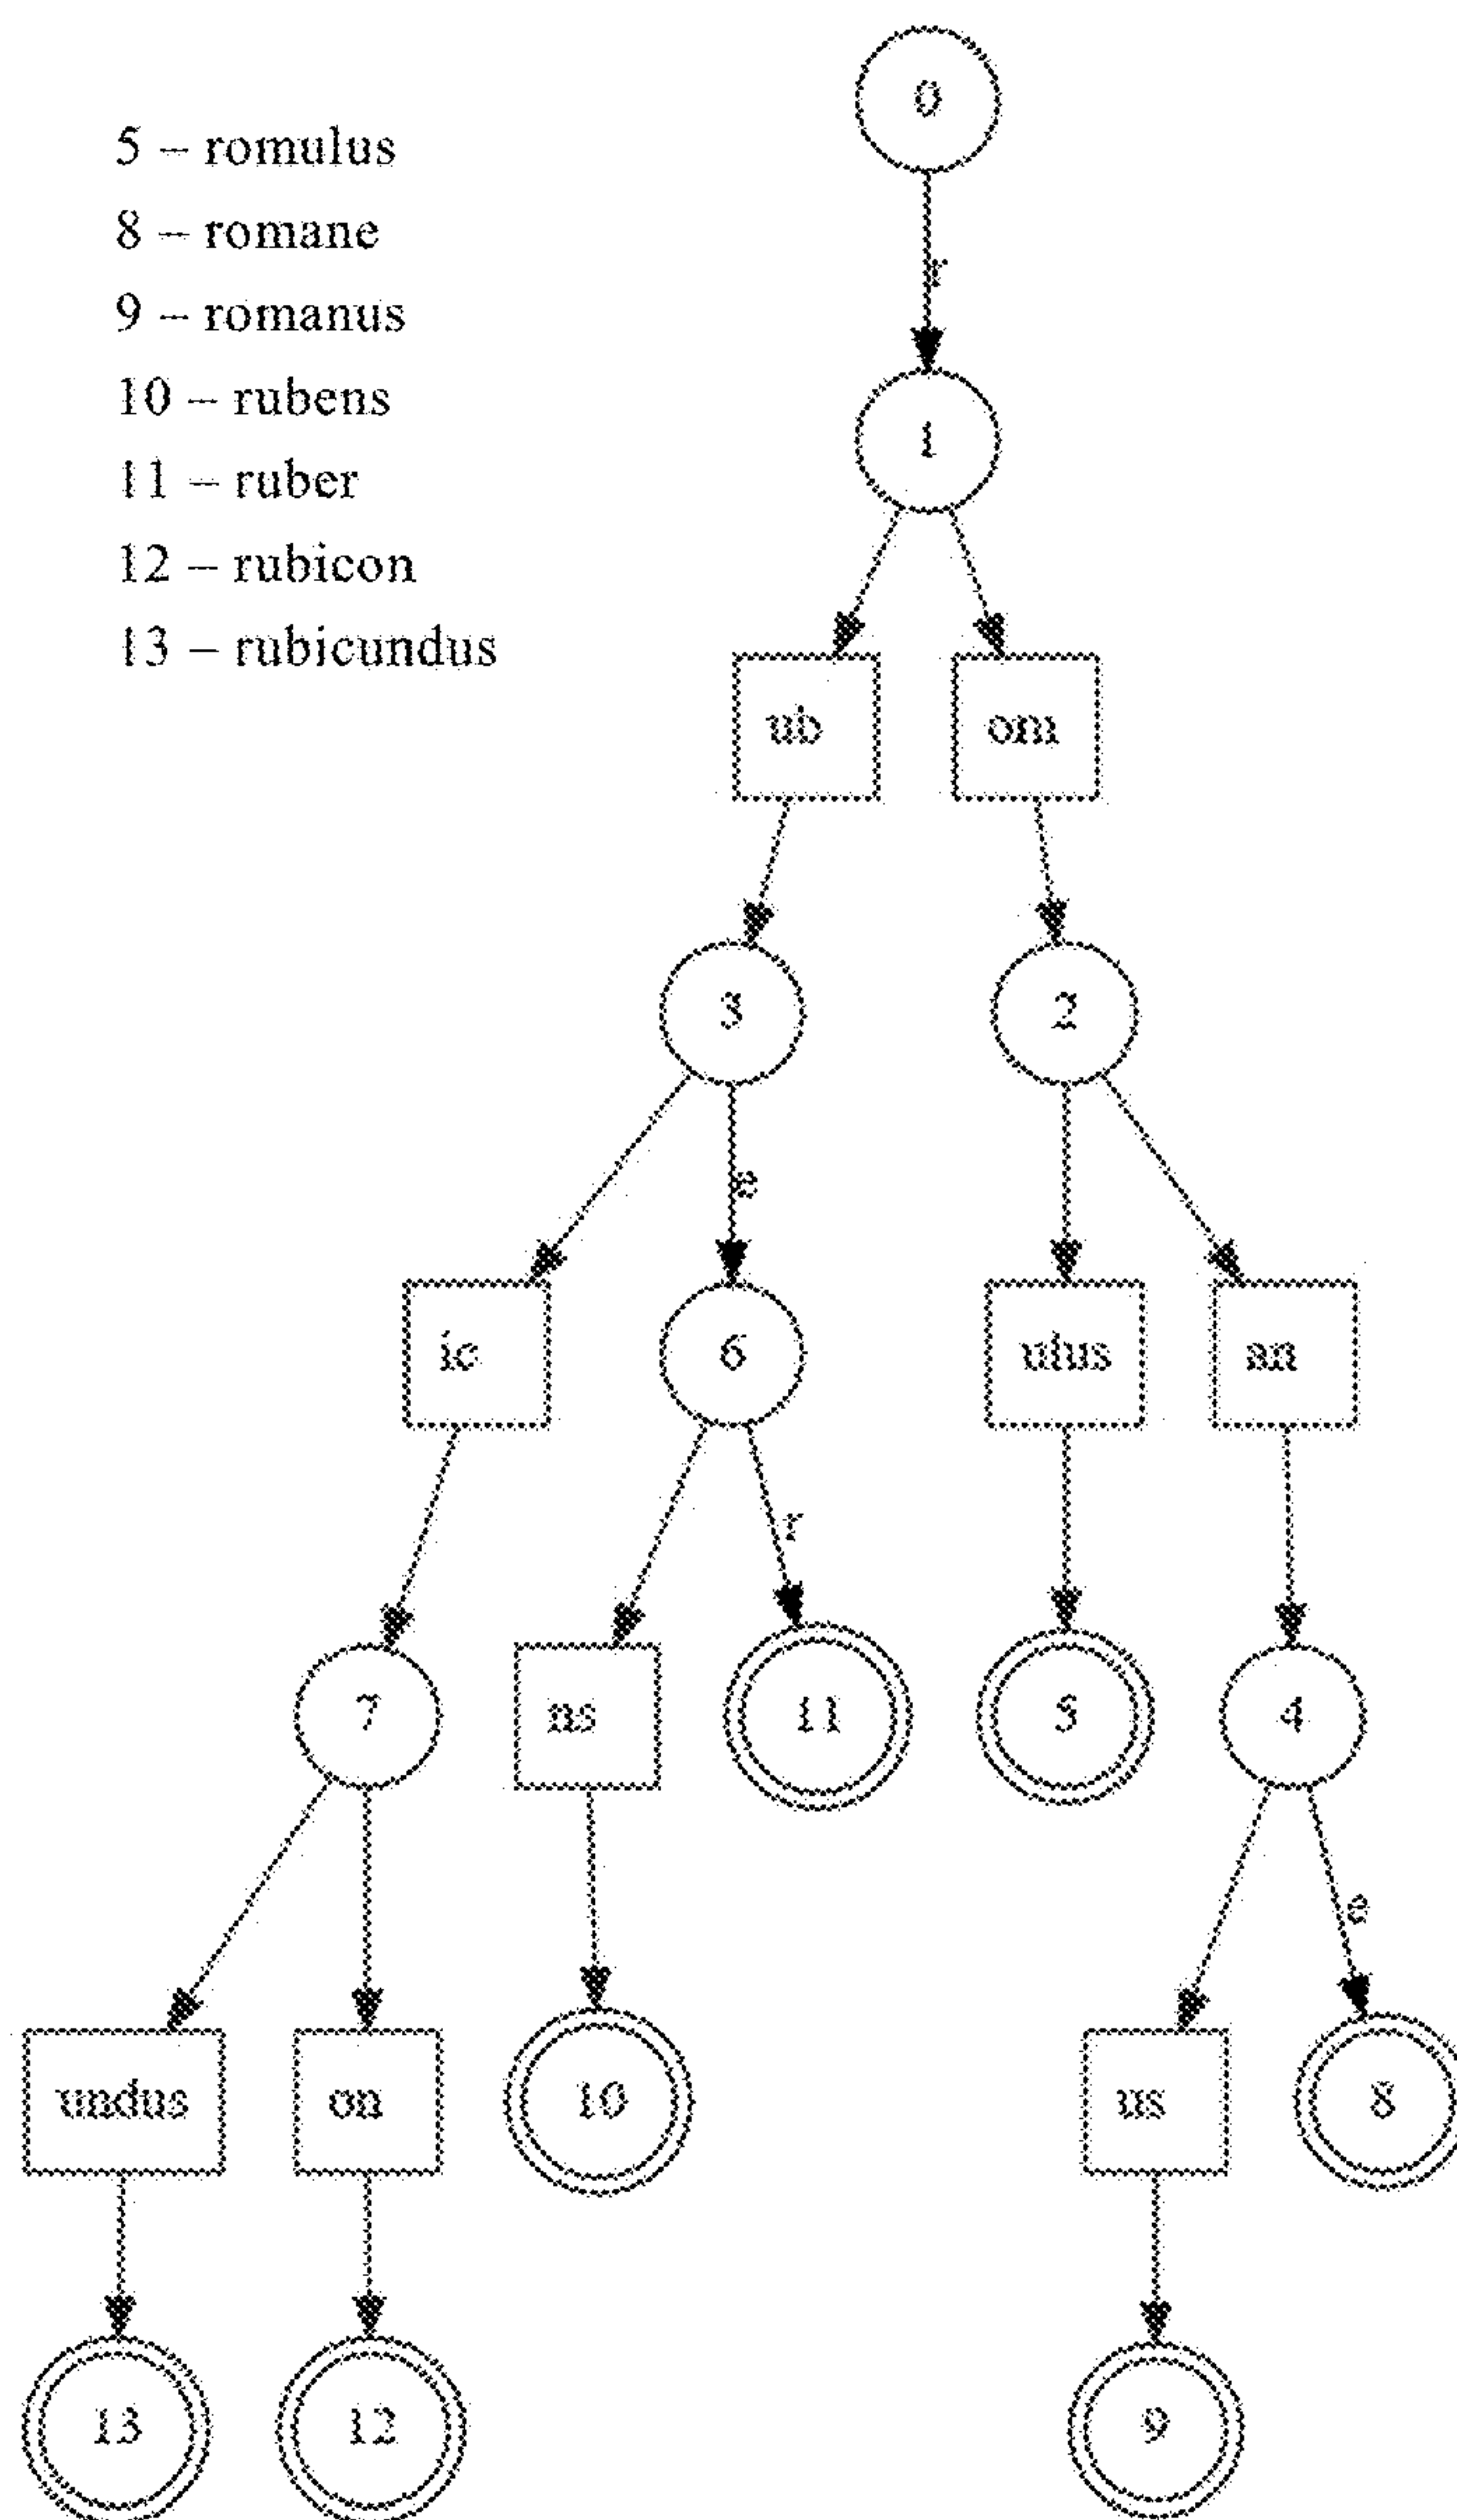 0
5 – romulus
8 – romane
9 – romanus
r
10 – rubens
1
11 – ruber
12 – rubicon
13 – rubicundus
ub om
3 2
e
ic 6 ulus an
r
7 ns 11 5 4
e
undus on 10 us 8
13 12 9